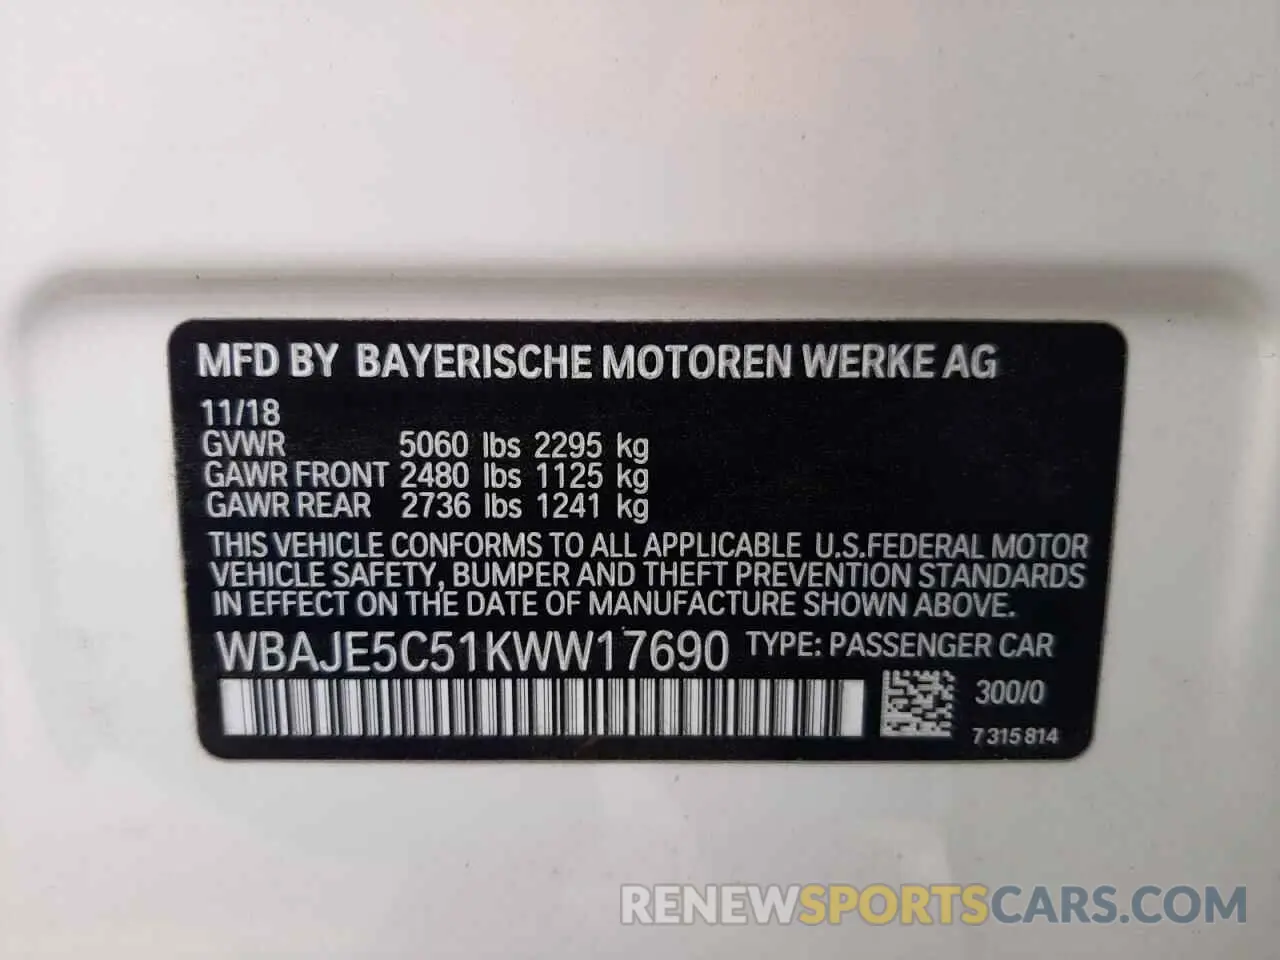 MFD BY BAYERISCHE MOTOREN WERKE AG
11/18
GVWR 5060 lbs 2295 kg
GAWR FRONT 2480 lbs 1125 kg
GAWR REAR 2736 lbs 1241 kg
THIS VEHICLE CONFORMS TO ALL APPLICABLE U.S.FEDERAL MOTOR
VEHICLE SAFETY, BUMPER AND THEFT PREVENTION STANDARDS
IN EFFECT ON THE DATE OF MANUFACTURE SHOWN ABOVE.
WBAJE5C51KWW17690 TYPE: PASSENGER CAR
300/0
7 315 814
RENEWSPORTSCARS.COM